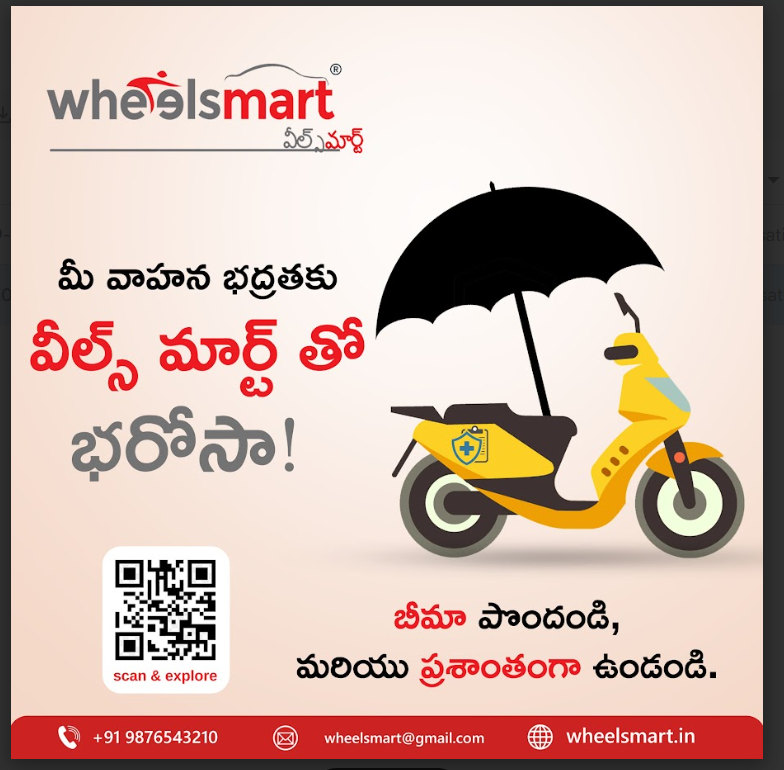 wheelsmart®
వీల్స్మార్ట్
మీ వాహన భద్రతకు
వీల్స్ మార్ట్ తో
భరోసా!
scan & explore
బీమా పొందండి,
మరియు ప్రశాంతంగా ఉండండి.
+91 9876543210
wheelsmart@gmail.com
wheelsmart.in